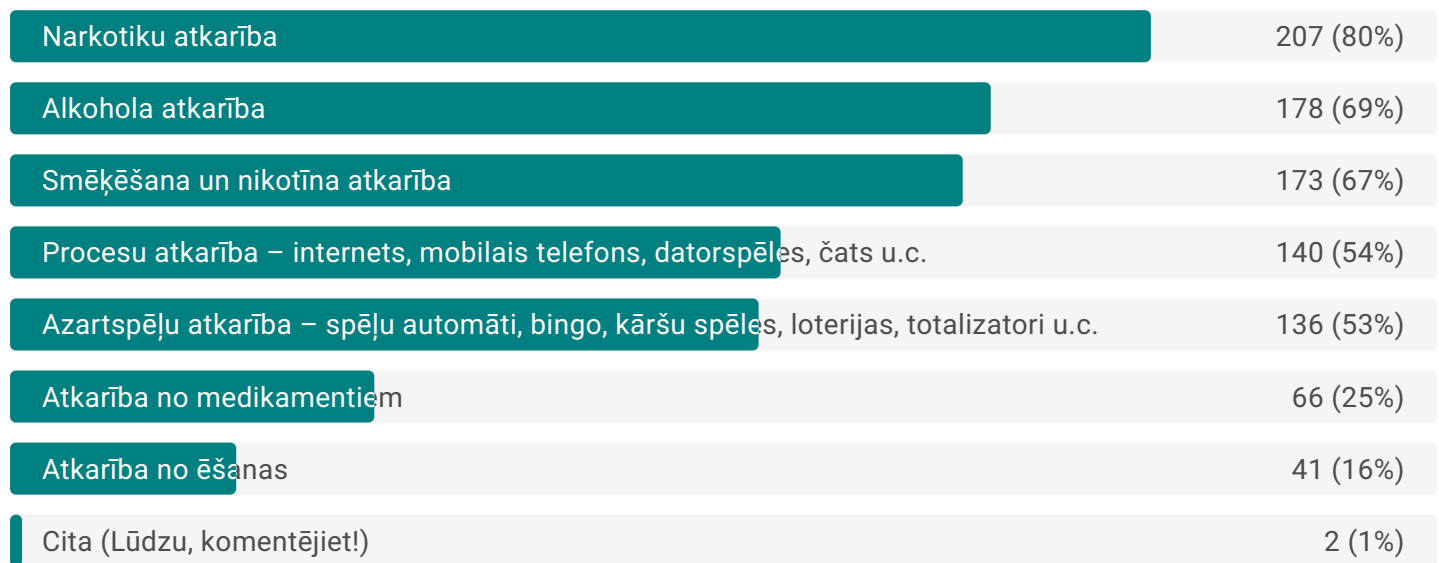 Narkotiku atkarība 207 (80%)
Alkohola atkarība 178 (69%)
Smēķēšana un nikotīna atkarība 173 (67%)
Procesu atkarība – internets, mobilais telefons, datorspēles, čats u.c. 140 (54%)
Azartspēļu atkarība – spēļu automāti, bingo, kāršu spēles, loterijas, totalizatori u.c. 136 (53%)
Atkarība no medikamentiem 66 (25%)
Atkarība no ēšanas 41 (16%)
Cita (Lūdzu, komentējiet!) 2 (1%)